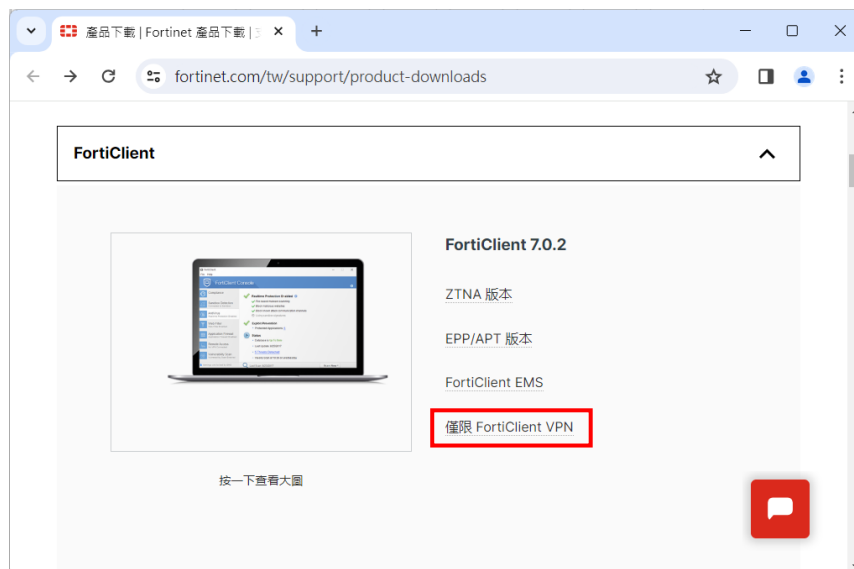 產品下載 | Fortinet 產品下載 |
fortinet.com/tw/support/product-downloads
FortiClient
FortiClient 7.0.2
ZTNA 版本
EPP/APT 版本
FortiClient EMS
僅限 FortiClient VPN
按一下查看大圖